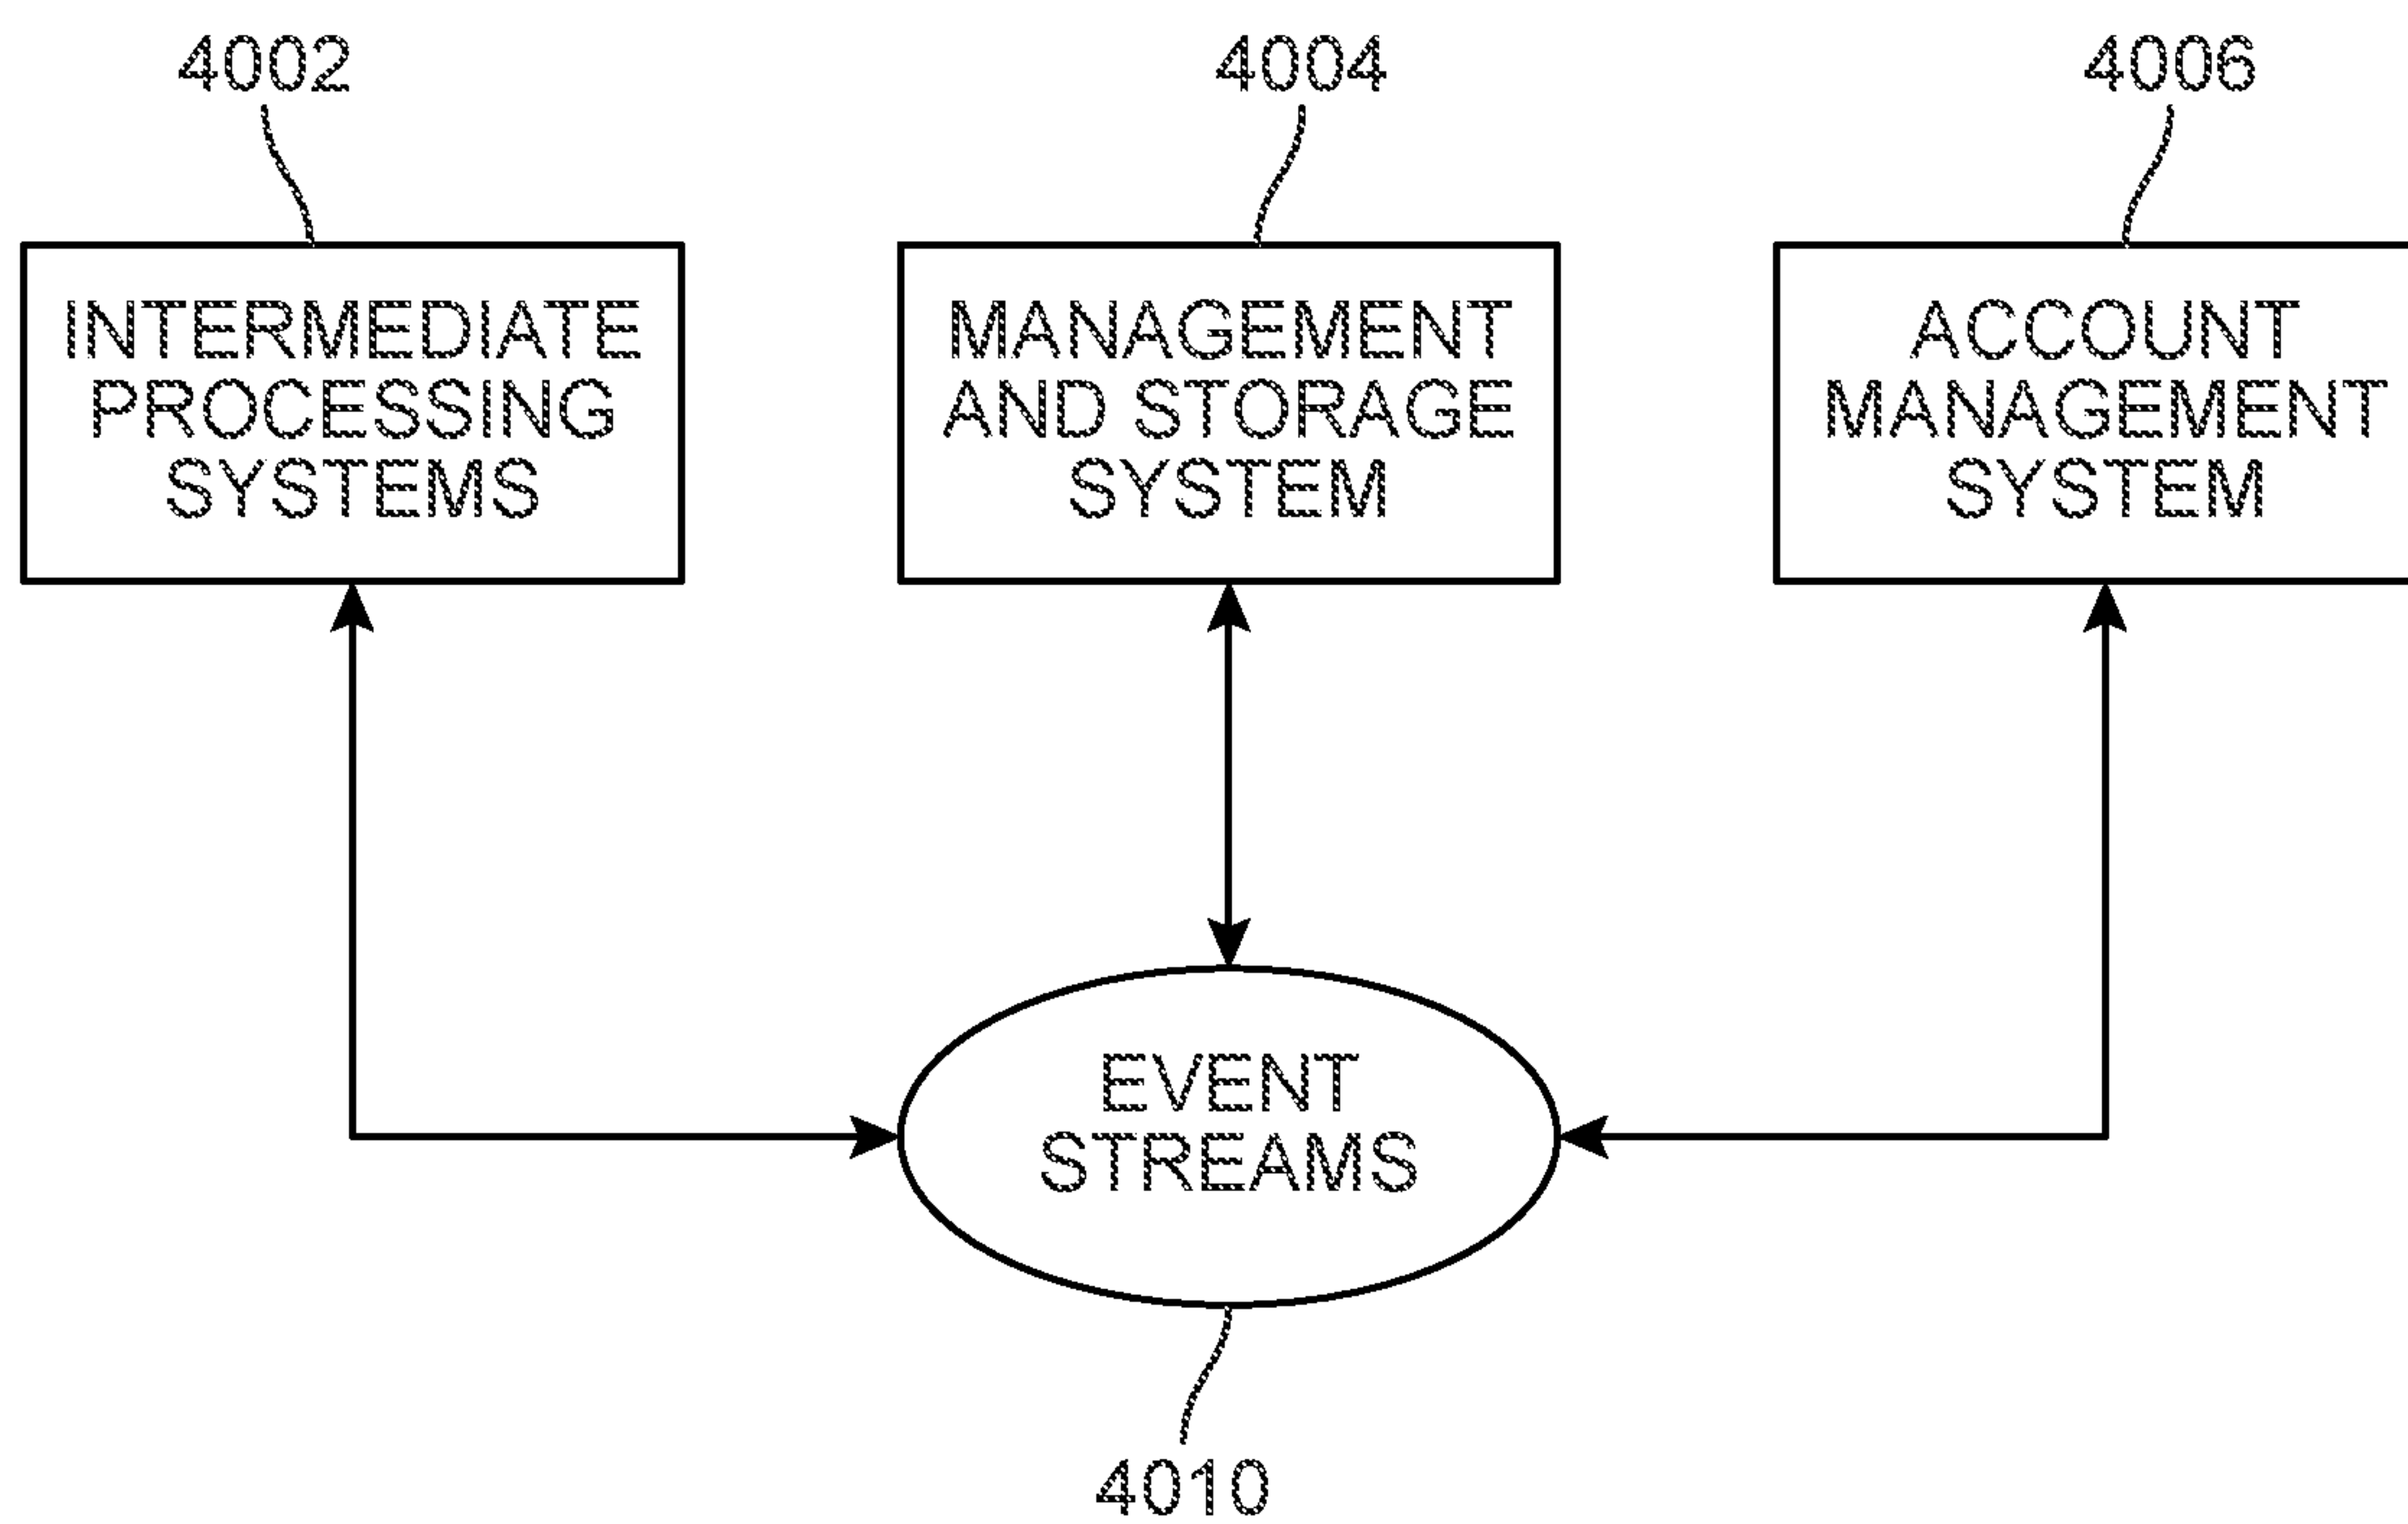 4002
4004
4006
INTERMEDIATE
PROCESSING
SYSTEMS
MANAGEMENT
AND STORAGE
SYSTEM
ACCOUNT
MANAGEMENT
SYSTEM
EVENT
STREAMS
4010